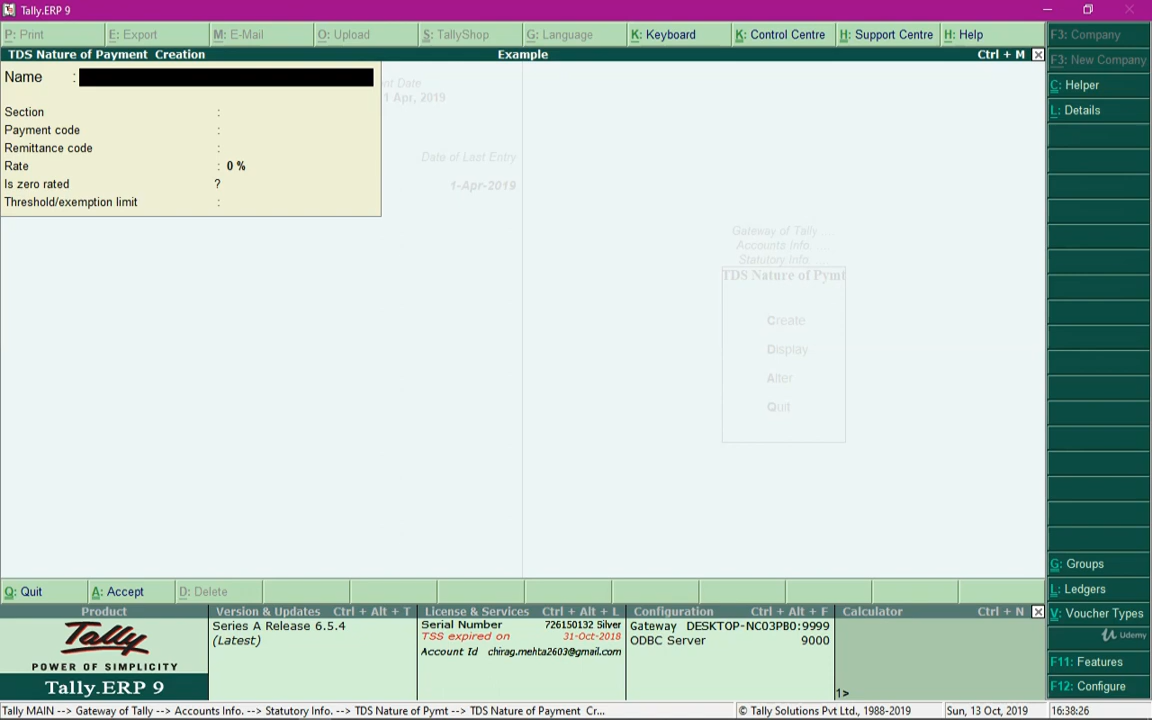 Tally.ERP 9
P: Print
E: Export
M: E-Mail
O: Upload
S: TallyShop
G: Language
K: Keyboard
K: Control Centre
H: Support Centre
H: Help
F3: Company
TDS Nature of Payment Creation
Example
Ctrl + M
F3: New Company
Name :
nt Date
1 Apr, 2019
C: Helper
L: Details
Section :
Payment code :
Remittance code :
Rate : 0 %
Is zero rated ?
Threshold/exemption limit :
Date of Last Entry
1-Apr-2019
Gateway of Tally ...
Accounts Info. ...
Statutory Info. ...
TDS Nature of Pymt
Create
Display
Alter
Quit
G: Groups
Q: Quit
A: Accept
D: Delete
L: Ledgers
Product
Version & Updates Ctrl + Alt + T
License & Services Ctrl + Alt + L
Configuration Ctrl + Alt + F
Calculator Ctrl + N
V: Voucher Types
Tally
POWER OF SIMPLICITY
Tally.ERP 9
Series A Release 6.5.4
(Latest)
Serial Number 726150132 Silver
TSS expired on 31-Oct-2018
Account Id chirag.mehta2603@gmail.com
Gateway DESKTOP-NC03PB0:9999
ODBC Server 9000
1>
Udemy
F11: Features
F12: Configure
Tally MAIN --> Gateway of Tally --> Accounts Info. --> Statutory Info. --> TDS Nature of Pymt --> TDS Nature of Payment Cr...
© Tally Solutions Pvt Ltd., 1988-2019
Sun, 13 Oct, 2019
16:38:26